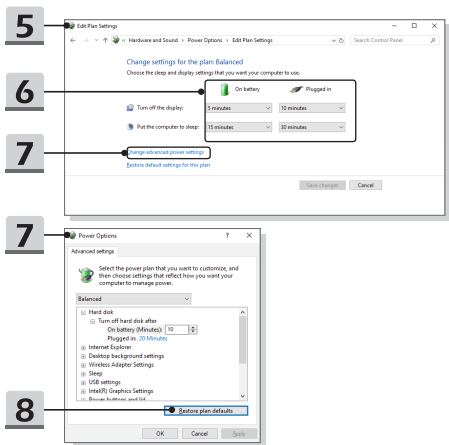 5
Edit Plan Settings
« Hardware and Sound › Power Options › Edit Plan Settings
Search Control Panel
Change settings for the plan: Balanced
Choose the sleep and display settings that you want your computer to use.
6
On battery
Plugged in
Turn off the display:
5 minutes
10 minutes
Put the computer to sleep:
15 minutes
30 minutes
7
Change advanced power settings
Restore default settings for this plan
Save changes
Cancel
7
Power Options
? ×
Advanced settings
Select the power plan that you want to customize, and
then choose settings that reflect how you want your
computer to manage power.
Balanced
Hard disk
Turn off hard disk after
On battery (Minutes): 10
Plugged in: 20 Minutes
Internet Explorer
Desktop background settings
Wireless Adapter Settings
Sleep
USB settings
Intel(R) Graphics Settings
Power buttons and lid
8
Restore plan defaults
OK
Cancel
Apply